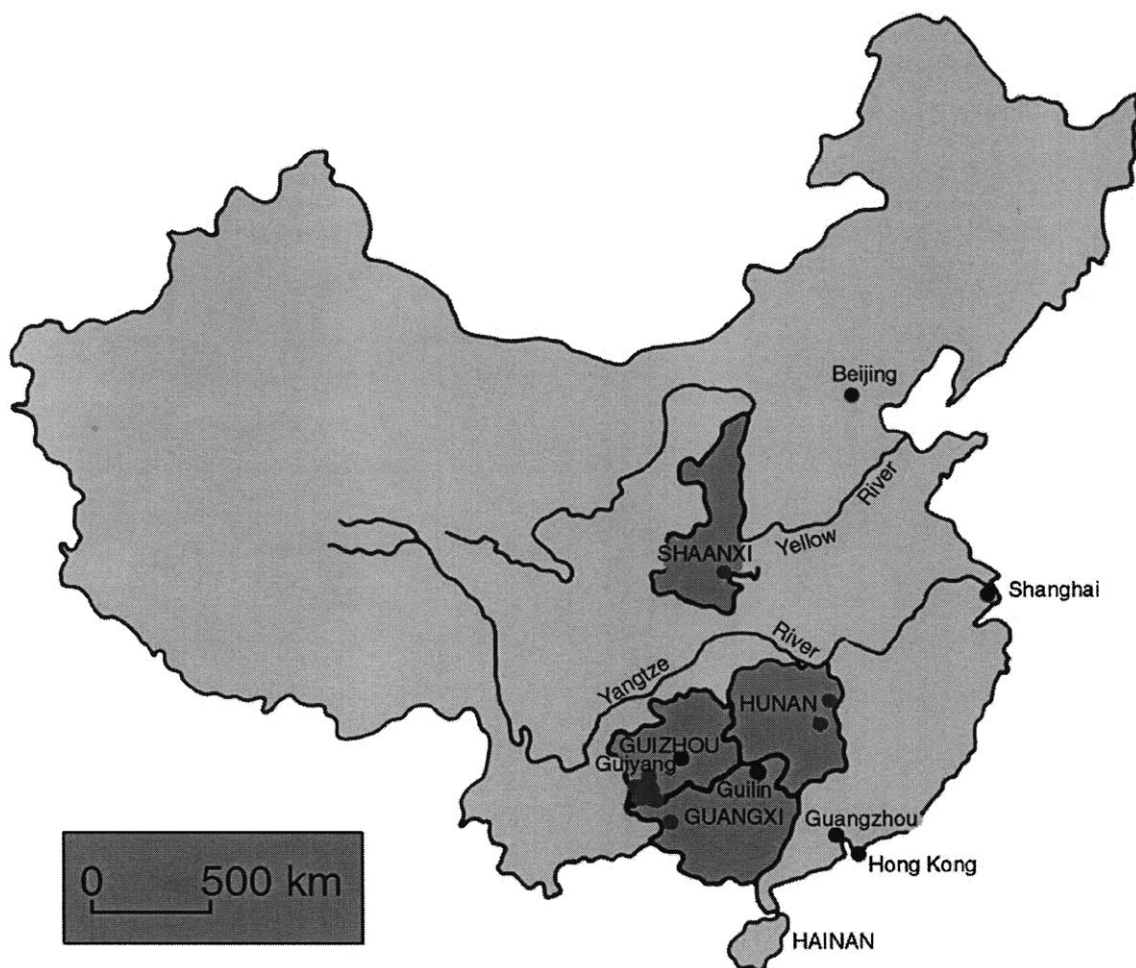 Beijing
River
Yellow
SHAANXI
Shanghai
River
Yangtze
HUNAN
GUIZHOU
Guiyang
Guilin
GUANGXI
Guangzhou
Hong Kong
0 500 km
HAINAN